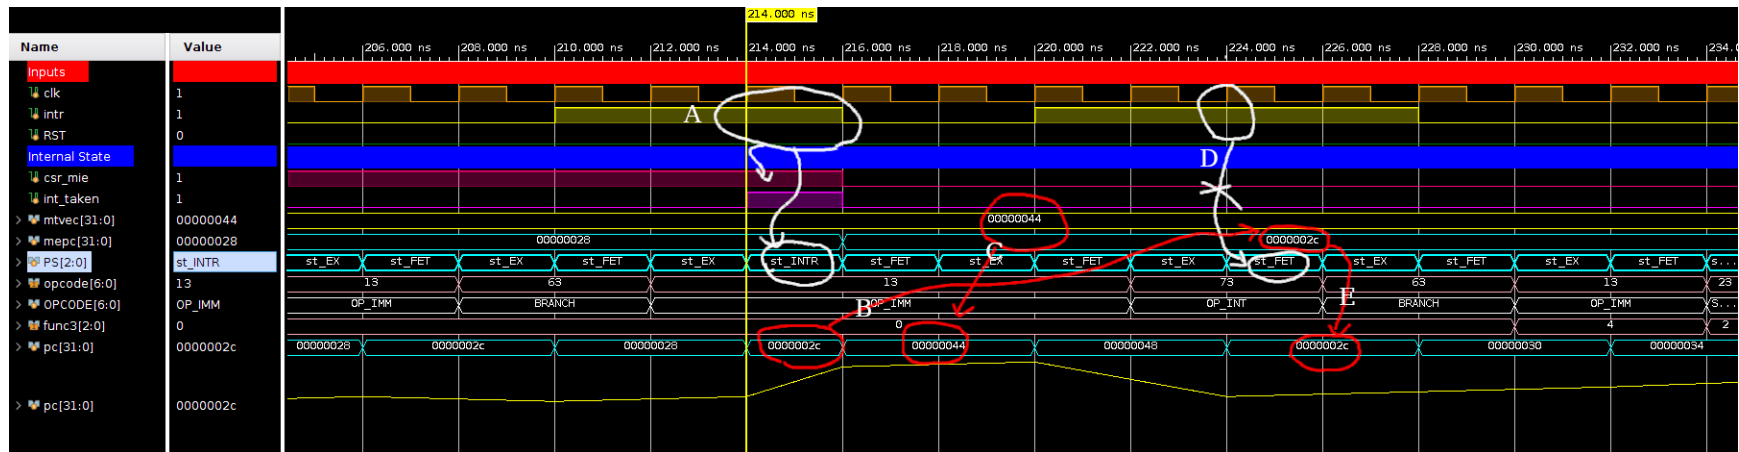 214.000 ns
Name Value
206.000 ns 208.000 ns 210.000 ns 212.000 ns 214.000 ns 216.000 ns 218.000 ns 220.000 ns 222.000 ns 224.000 ns 226.000 ns 228.000 ns 230.000 ns 232.000 ns 234.
Inputs
clk 1
intr 1 A
RST 0
Internal State D
csr_mie 1
int_taken 1
mtvec[31:0] 00000044 00000044
mepc[31:0] 00000028 00000028 0000002c
C
PS[2:0] st_INTR st_EX st_FET st_EX st_FET st_EX st_INTR st_FET st_EX st_FET st_EX st_FET st_EX st_FET st_EX st_FET s...
opcode[6:0] 13 13 63 13 73 63 13 23
OPCODE[6:0] OP_IMM OP_IMM BRANCH OP_IMM OP_INT BRANCH OP_IMM S...
B E
func3[2:0] 0 0 4 2
pc[31:0] 0000002c 00000028 0000002c 00000028 0000002c 00000044 00000048 0000002c 00000030 00000034
pc[31:0] 0000002c